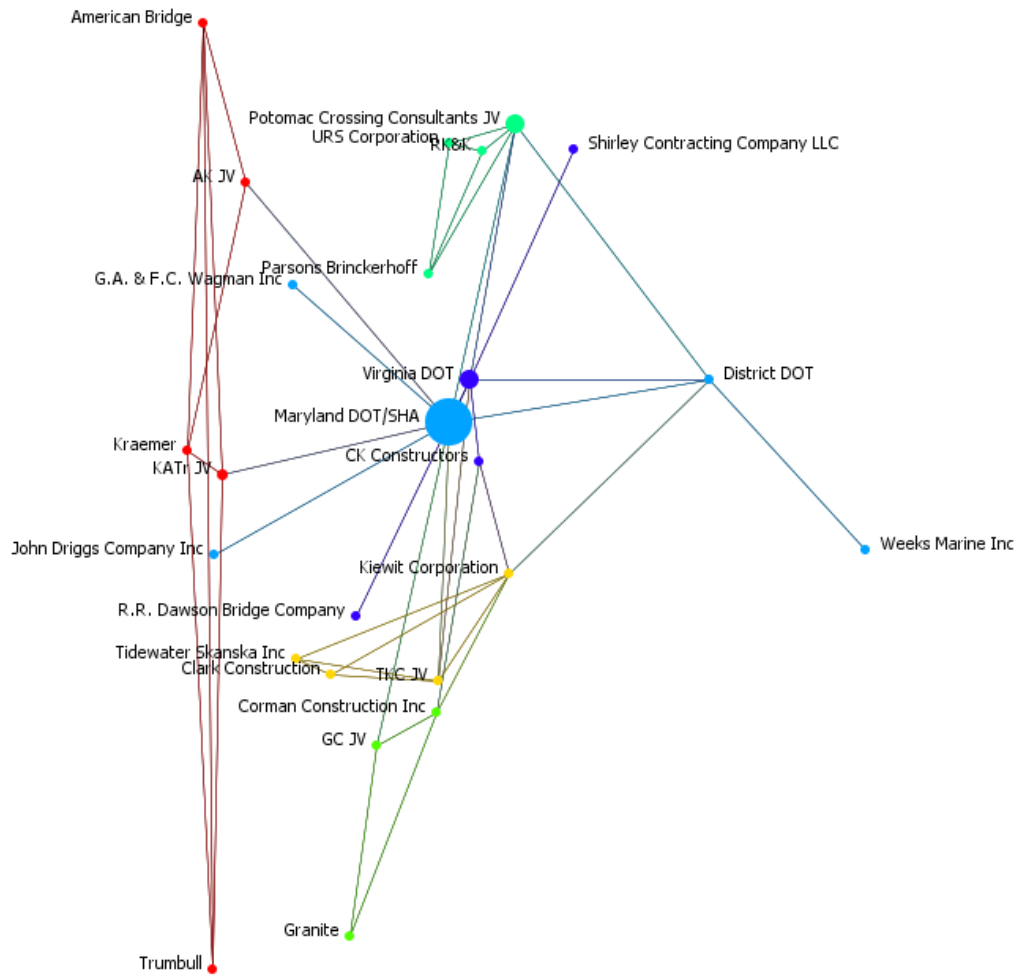 American Bridge
Potomac Crossing Consultants JV
URS Corporation
RK&K
Shirley Contracting Company LLC
AK JV
Parsons Brinckerhoff
G.A. & F.C. Wagman Inc
Virginia DOT
District DOT
Maryland DOT/SHA
Kraemer
CK Constructors
KATr JV
John Driggs Company Inc
Weeks Marine Inc
Kiewit Corporation
R.R. Dawson Bridge Company
Tidewater Skanska Inc
Clark Construction
TKC JV
Corman Construction Inc
GC JV
Granite
Trumbull